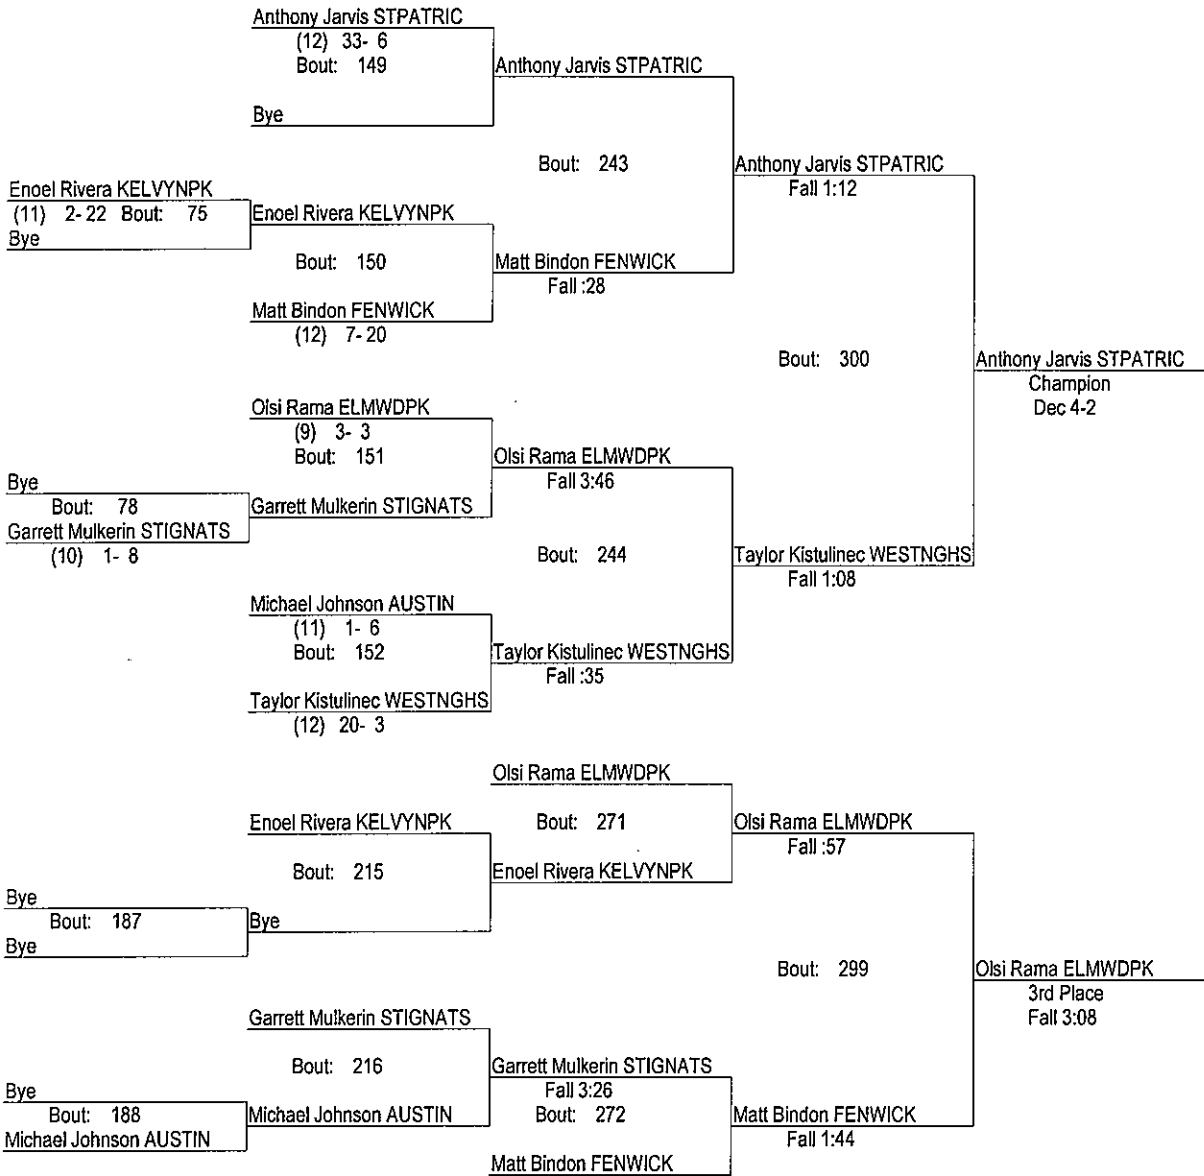 Anthony Jarvis STPATRIC
(12) 33- 6
Bout: 149
Anthony Jarvis STPATRIC
Bye
Bout: 243
Anthony Jarvis STPATRIC
Fall 1:12
Enoel Rivera KELVYNPK
(11) 2- 22 Bout: 75
Bye
Enoel Rivera KELVYNPK
Bout: 150
Matt Bindon FENWICK
Fall :28
Matt Bindon FENWICK
(12) 7- 20
Bout: 300
Anthony Jarvis STPATRIC
Champion
Dec 4-2
Olsi Rama ELMWDPK
(9) 3- 3
Bout: 151
Olsi Rama ELMWDPK
Fall 3:46
Bye
Bout: 78
Garrett Mulkerin STIGNATS
(10) 1- 8
Garrett Mulkerin STIGNATS
Bout: 244
Taylor Kistulinec WESTNGHS
Fall 1:08
Michael Johnson AUSTIN
(11) 1- 6
Bout: 152
Taylor Kistulinec WESTNGHS
Fall :35
Taylor Kistulinec WESTNGHS
(12) 20- 3
Olsi Rama ELMWDPK
Enoel Rivera KELVYNPK
Bout: 271
Olsi Rama ELMWDPK
Fall :57
Bout: 215
Enoel Rivera KELVYNPK
Bye
Bout: 187
Bye
Bye
Bout: 299
Olsi Rama ELMWDPK
3rd Place
Fall 3:08
Garrett Mulkerin STIGNATS
Bout: 216
Garrett Mulkerin STIGNATS
Fall 3:26
Bye
Bout: 188
Michael Johnson AUSTIN
Michael Johnson AUSTIN
Bout: 272
Matt Bindon FENWICK
Fall 1:44
Matt Bindon FENWICK